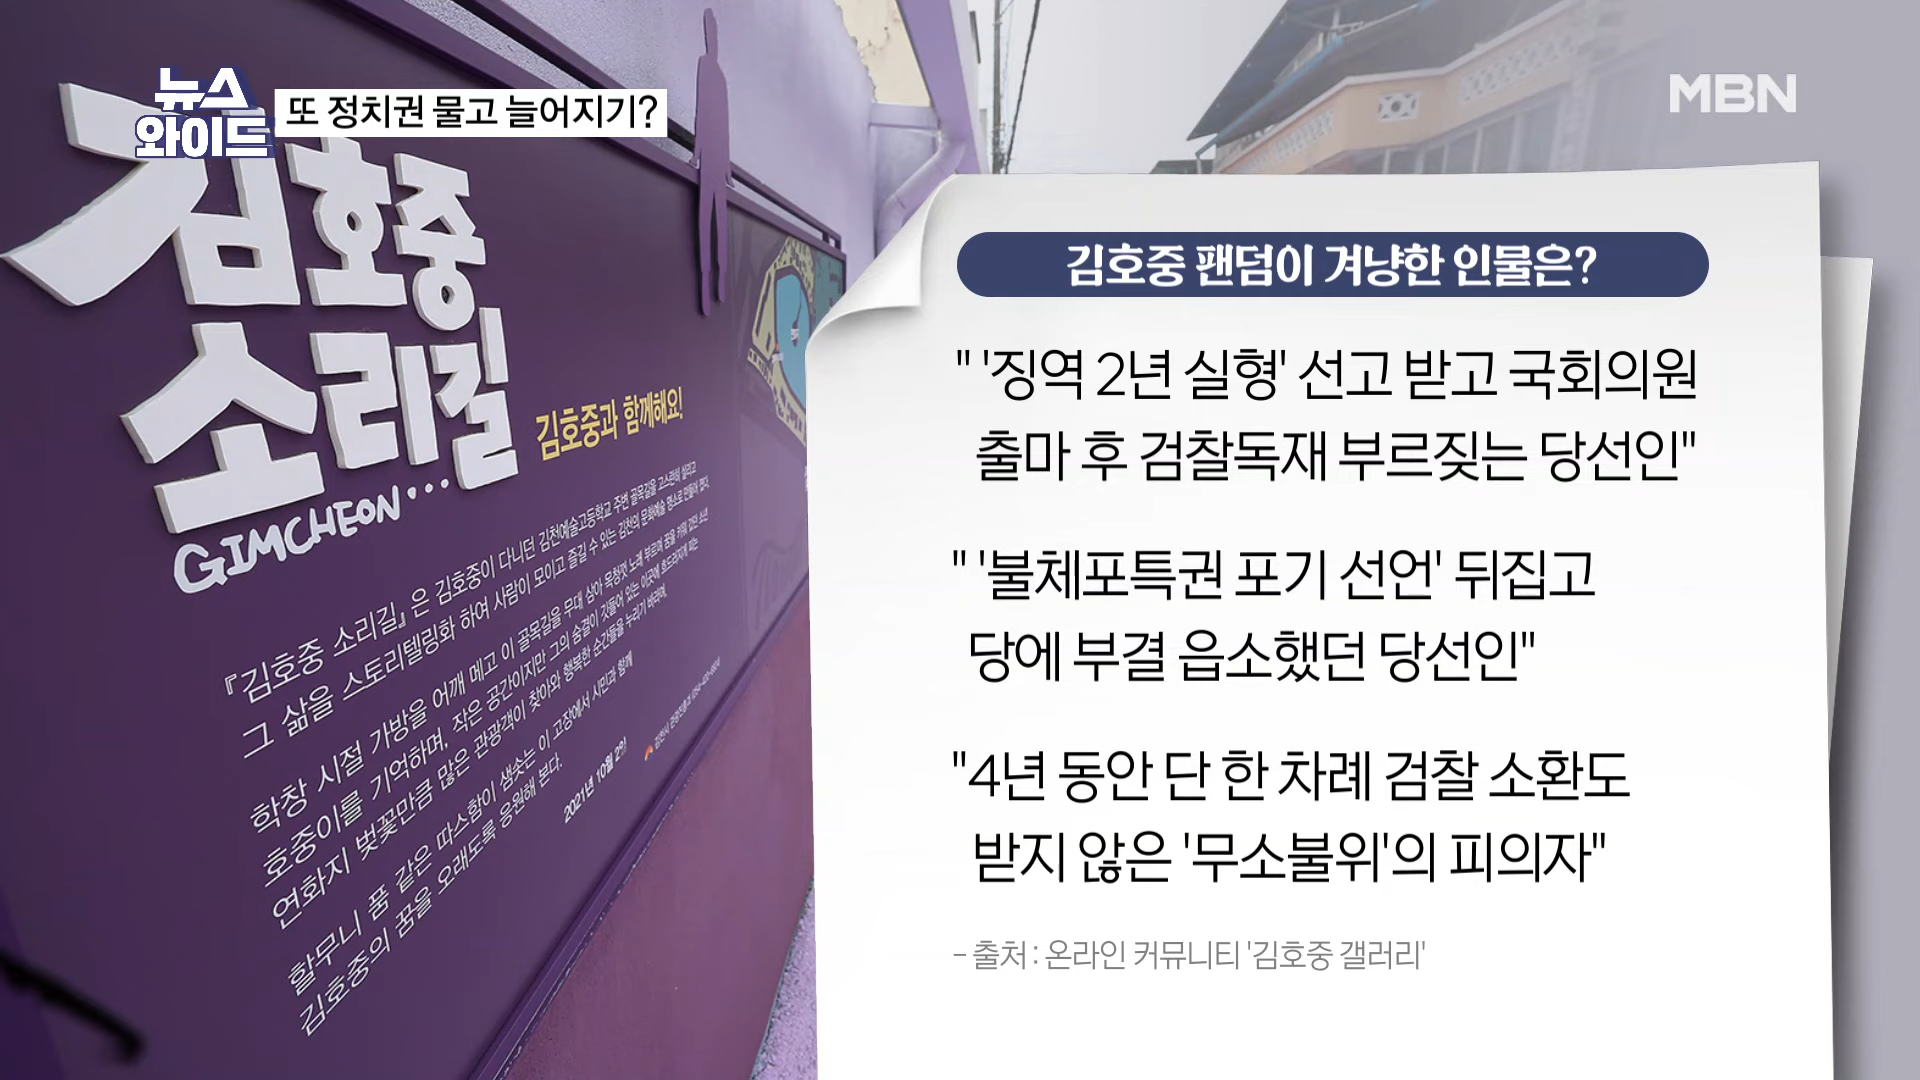 뉴스
와이드
또 정치권 물고 늘어지기?
MBN
김호중
소리길
GIMCHEON...
김호중과 함께해요!
『김호중 소리길』은 김호중이 다니던 김천예술고등학교 주변 골목길을 고스란히 살리고
그 삶을 스토리텔링화 하여 사람이 모이고 즐길 수 있는 김천의 문화예술 명소로 만들어 졌다.
학창 시절 가방을 어깨 메고 이 골목길을 무대 삼아 목청껏 노래 부르며 꿈을 키워 갔던 소년
호중이를 기억하며, 작은 공간이지만 그의 숨결이 깃들어 있는 이곳에 흐드러지게 피는
연화지 벚꽃만큼 많은 관광객이 찾아와 행복한 순간들을 누리기 바라며,
할무니 품 같은 따스함이 샘솟는 이 고장에서 시민과 함께
김호중의 꿈을 오래도록 응원해 본다.
2021년 10월 2일
김호중 팬덤이 겨냥한 인물은?
" '징역 2년 실형' 선고 받고 국회의원
출마 후 검찰독재 부르짖는 당선인"
" '불체포특권 포기 선언' 뒤집고
당에 부결 읍소했던 당선인"
"4년 동안 단 한 차례 검찰 소환도
받지 않은 '무소불위'의 피의자"
- 출처 : 온라인 커뮤니티 '김호중 갤러리'